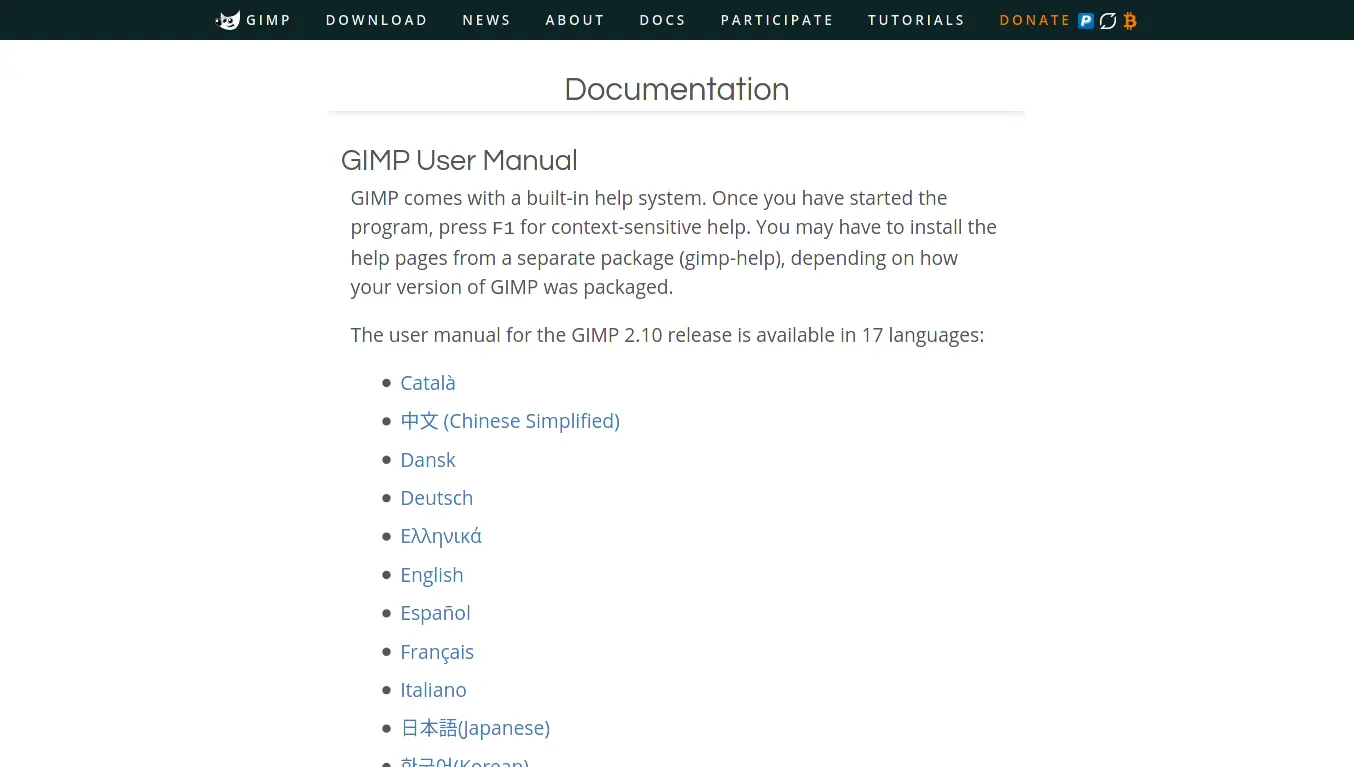 GIMP DOWNLOAD NEWS ABOUT DOCS PARTICIPATE TUTORIALS DONATE
Documentation
GIMP User Manual
GIMP comes with a built-in help system. Once you have started the
program, press F1 for context-sensitive help. You may have to install the
help pages from a separate package (gimp-help), depending on how
your version of GIMP was packaged.
The user manual for the GIMP 2.10 release is available in 17 languages:
Català
中文 (Chinese Simplified)
Dansk
Deutsch
Ελληνικά
English
Español
Français
Italiano
日本語(Japanese)
한국어(Korean)